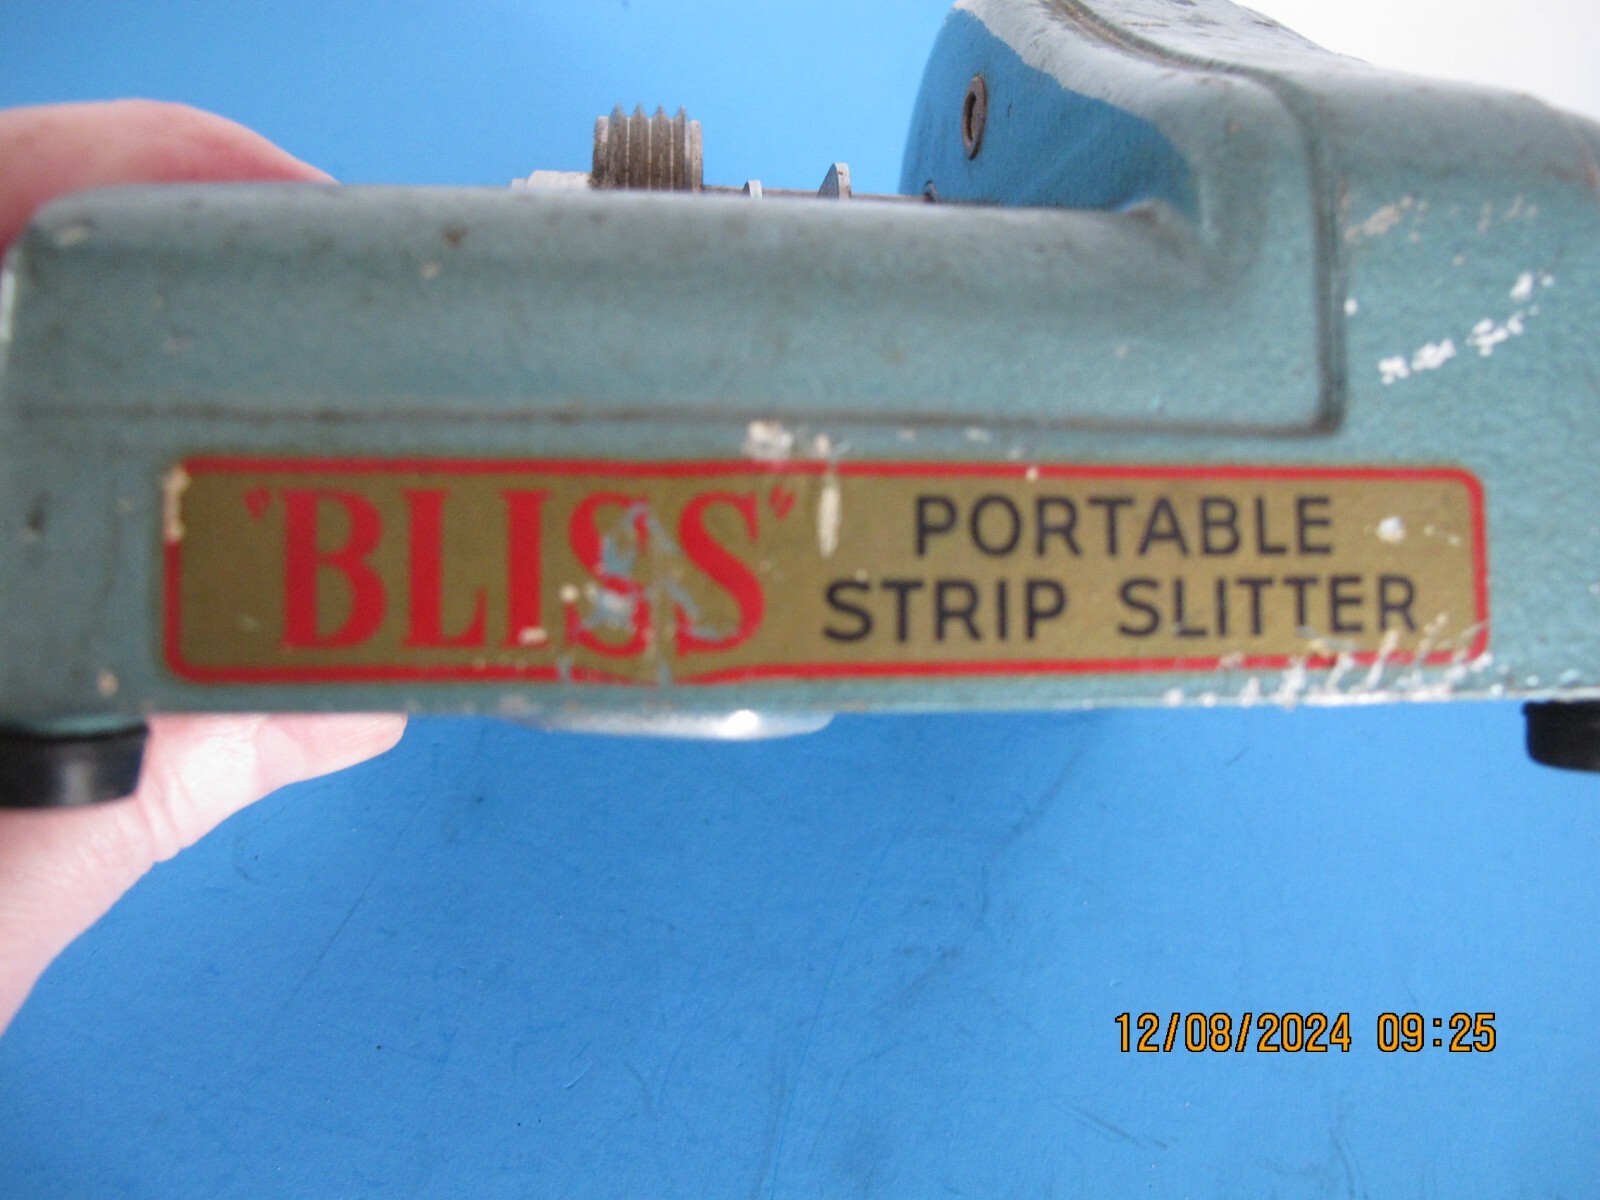 "BLISS"
PORTABLE
STRIP SLITTER
12/08/2024 09:25